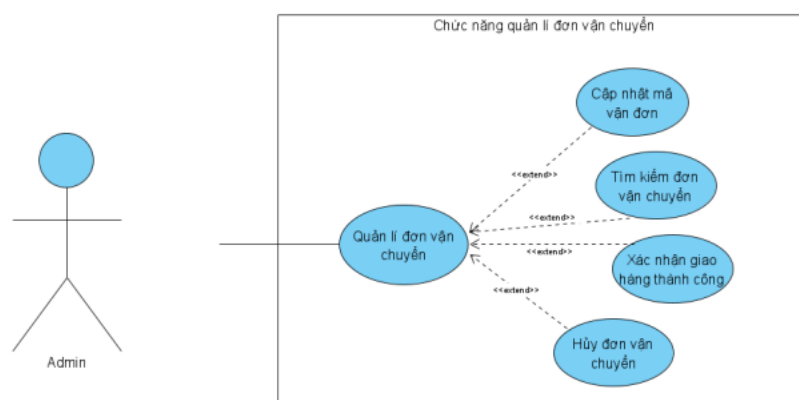 Chức năng quản lí đơn vận chuyển
Cập nhật mã
vận đơn
<<extend>>
Tìm kiếm đơn
vận chuyển
<<extend>>
Quản lí đơn vận
chuyển
<<extend>>
Xác nhận giao
hàng thành công
<<extend>>
Hủy đơn vận
chuyển
Admin